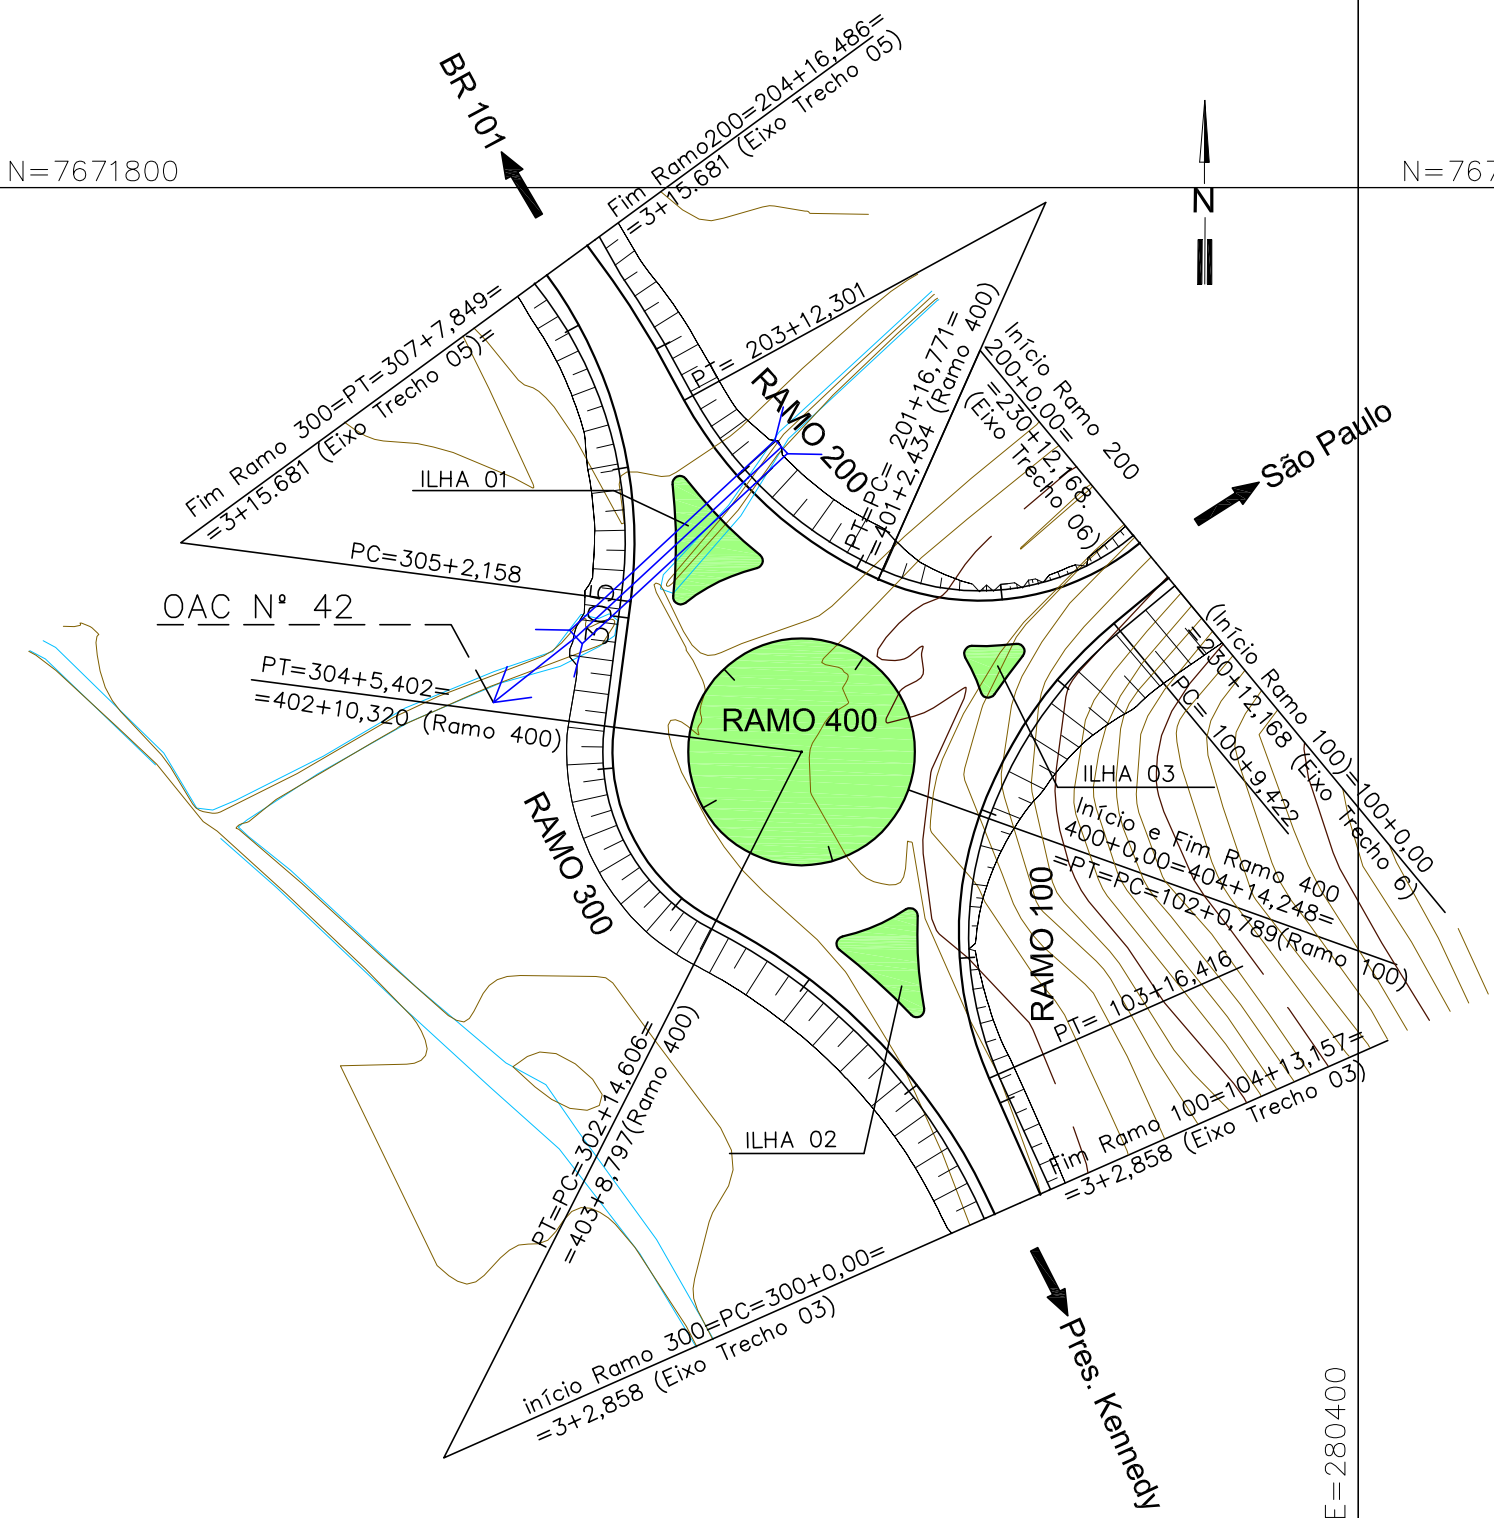 BR 101
Fim Ramo200=204+16,486=
=3+15.681 (Eixo Trecho 05)
N=7671800
N=767
N
Fim Ramo 300=PT=307+7,849=
=3+15.681 (Eixo Trecho 05)=
PT= 203+12,301
RAMO 200
PT=PC= 201+16,771=
=401+2,434 (Ramo 400)
Início Ramo 200
200+0,00=
=230+12,168.
(Eixo Trecho 06)
São Paulo
ILHA 01
PC=305+2,158
305
OAC Nº 42
PT=304+5,402=
=402+10,320 (Ramo 400)
RAMO 400
(Início Ramo 100)=100+0,00
=230+12,168 (Eixo Trecho 6)
PC= 100+9,422
ILHA 03
Início e Fim Ramo 400
400+0,00=404+14,248=
=PT=PC=102+0,789(Ramo 100)
RAMO 300
RAMO 100
PT= 103+16,416
Fim Ramo 100=104+13,157=
=3+2,858 (Eixo Trecho 03)
PT=PC=302+14,606=
=403+8,797(Ramo 400)
ILHA 02
início Ramo 300=PC=300+0,00=
=3+2,858 (Eixo Trecho 03)
Pres. Kennedy
E=280400